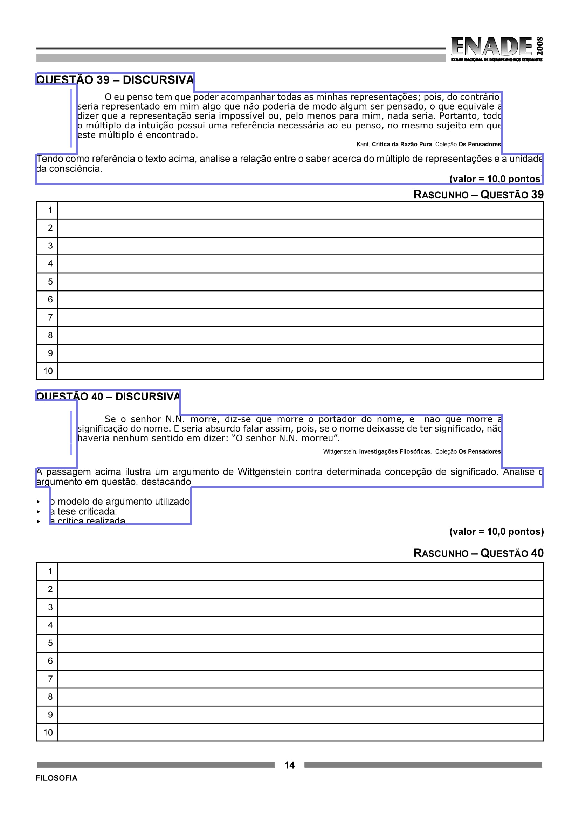 ENADE 2008
EXAME NACIONAL DE DESEMPENHO DOS ESTUDANTES
QUESTÃO 39 – DISCURSIVA
O eu penso tem que poder acompanhar todas as minhas representações; pois, do contrário,
seria representado em mim algo que não poderia de modo algum ser pensado, o que equivale a
dizer que a representação seria impossível ou, pelo menos para mim, nada seria. Portanto, todo
o múltiplo da intuição possui uma referência necessária ao eu penso, no mesmo sujeito em que
este múltiplo é encontrado.
Kant. Crítica da Razão Pura. Coleção Os Pensadores
Tendo como referência o texto acima, analise a relação entre o saber acerca do múltiplo de representações e a unidade
da consciência.
(valor = 10,0 pontos)
RASCUNHO – QUESTÃO 39
1
2
3
4
5
6
7
8
9
10
QUESTÃO 40 – DISCURSIVA
Se o senhor N.N. morre, diz-se que morre o portador do nome, e não que morre a
significação do nome. E seria absurdo falar assim, pois, se o nome deixasse de ter significado, não
haveria nenhum sentido em dizer: “O senhor N.N. morreu”.
Wittgenstein. Investigações Filosóficas. Coleção Os Pensadores
A passagem acima ilustra um argumento de Wittgenstein contra determinada concepção de significado. Analise o
argumento em questão, destacando
▸ o modelo de argumento utilizado
▸ a tese criticada
▸ a crítica realizada
(valor = 10,0 pontos)
RASCUNHO – QUESTÃO 40
1
2
3
4
5
6
7
8
9
10
14
FILOSOFIA